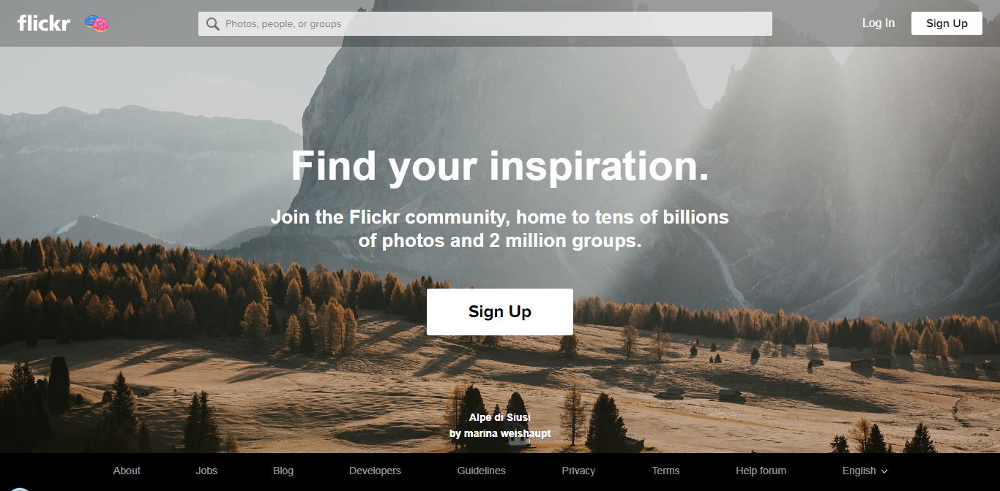 flickr
Photos, people, or groups
Log In
Sign Up
Find your inspiration.
Join the Flickr community, home to tens of billions
of photos and 2 million groups.
Sign Up
Alpe di Siusi
by marina weishaupt
About
Jobs
Blog
Developers
Guidelines
Privacy
Terms
Help forum
English